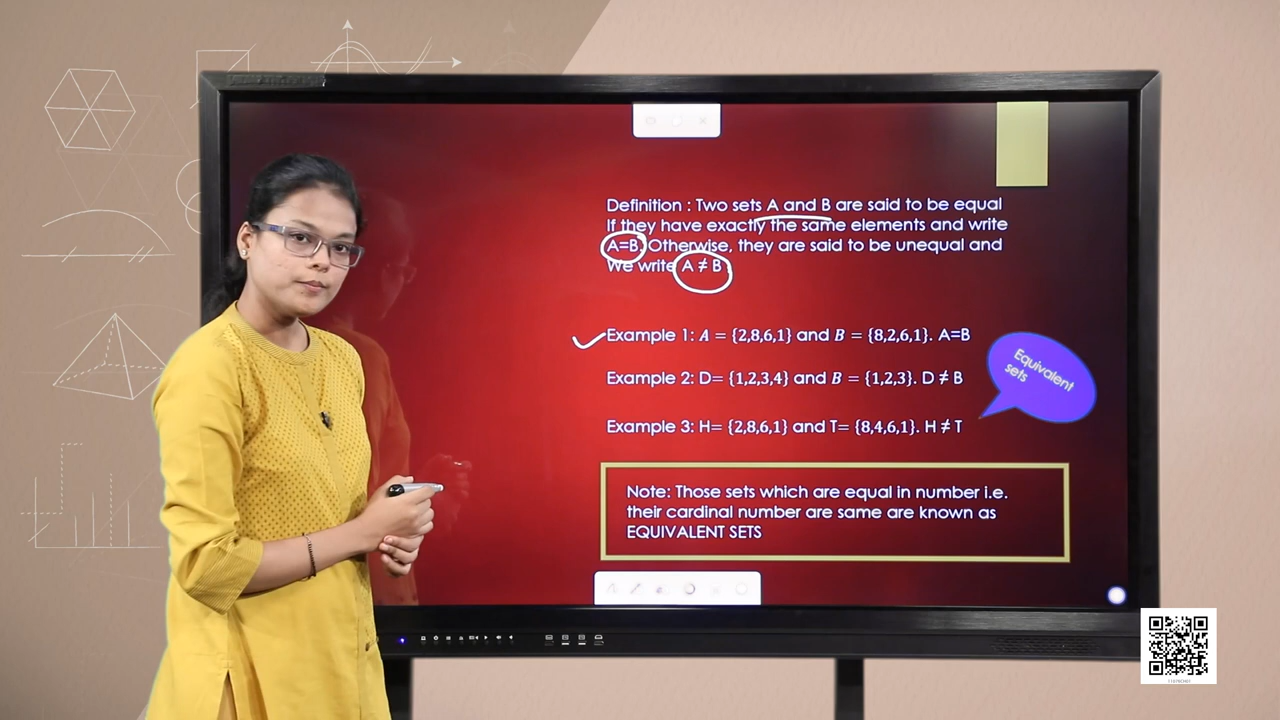 Definition : Two sets A and B are said to be equal
If they have exactly the same elements and write
A=B. Otherwise, they are said to be unequal and
We write A ≠ B .
Example 1: A = {2,8,6,1} and B = {8,2,6,1}. A=B
Example 2: D= {1,2,3,4} and B = {1,2,3}. D ≠ B
Equivalent
sets
Example 3: H= {2,8,6,1} and T= {8,4,6,1}. H ≠ T
Note: Those sets which are equal in number i.e.
their cardinal number are same are known as
EQUIVALENT SETS